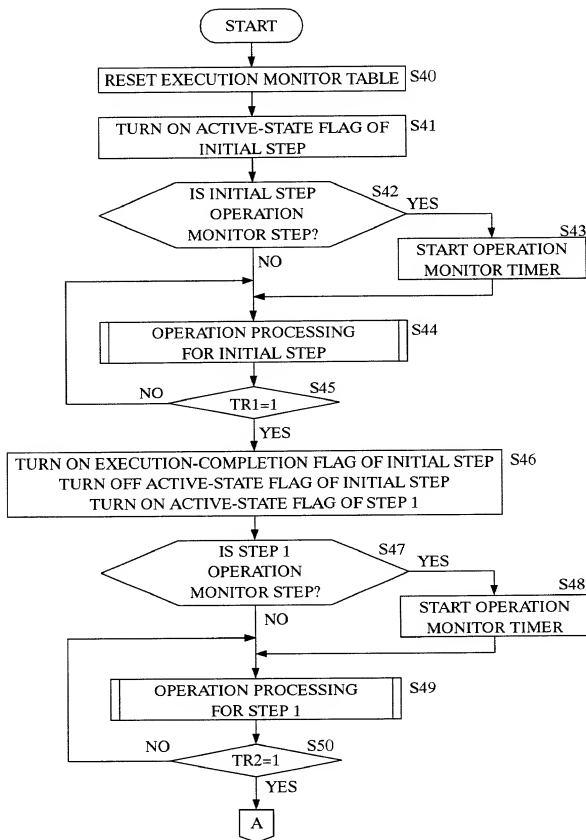 START
RESET EXECUTION MONITOR TABLE
S40
TURN ON ACTIVE-STATE FLAG OF
INITIAL STEP
S41
IS INITIAL STEP
OPERATION
MONITOR STEP?
S42
YES
NO
START OPERATION
MONITOR TIMER
S43
OPERATION PROCESSING
FOR INITIAL STEP
S44
TR1=1
S45
NO
YES
TURN ON EXECUTION-COMPLETION FLAG OF INITIAL STEP
TURN OFF ACTIVE-STATE FLAG OF INITIAL STEP
TURN ON ACTIVE-STATE FLAG OF STEP 1
S46
IS STEP 1
OPERATION
MONITOR STEP?
S47
YES
NO
START OPERATION
MONITOR TIMER
S48
OPERATION PROCESSING
FOR STEP 1
S49
TR2=1
S50
NO
YES
A